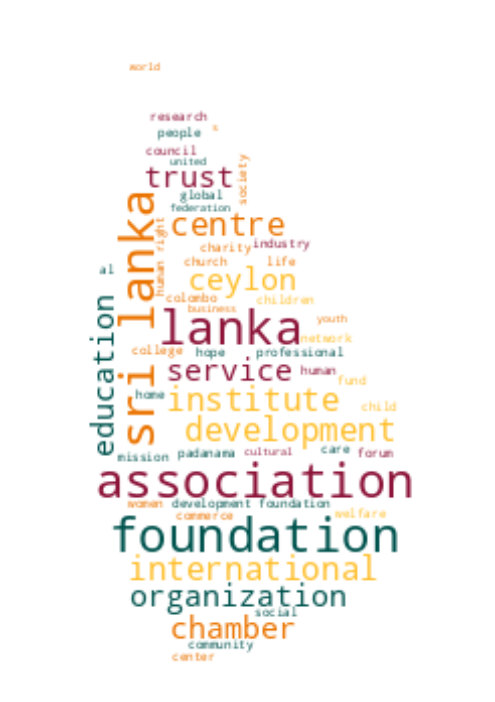 world
research
people s
council
united
trust
society
global
federation
sri lanka
centre
human right
charity industry
church life
al
ceylon
colombo children
business
education
lanka
youth
network
college hope professional
service human
fund
home institute child
development
mission padanama cultural care forum
association
women development foundation
commerce welfare
foundation
international
organization
social
chamber
community
center